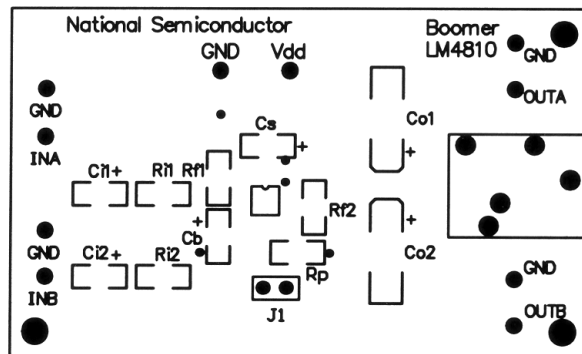 National Semiconductor
Boomer
LM4810
GND
Vdd
GND
OUTA
GND
INA
Cs
+
Co1
+
Ci1+
Ri1
Rf1
+
Rf2
+
GND
Cb
Co2
Ci2+
Ri2
Rp
GND
INB
J1
OUTB